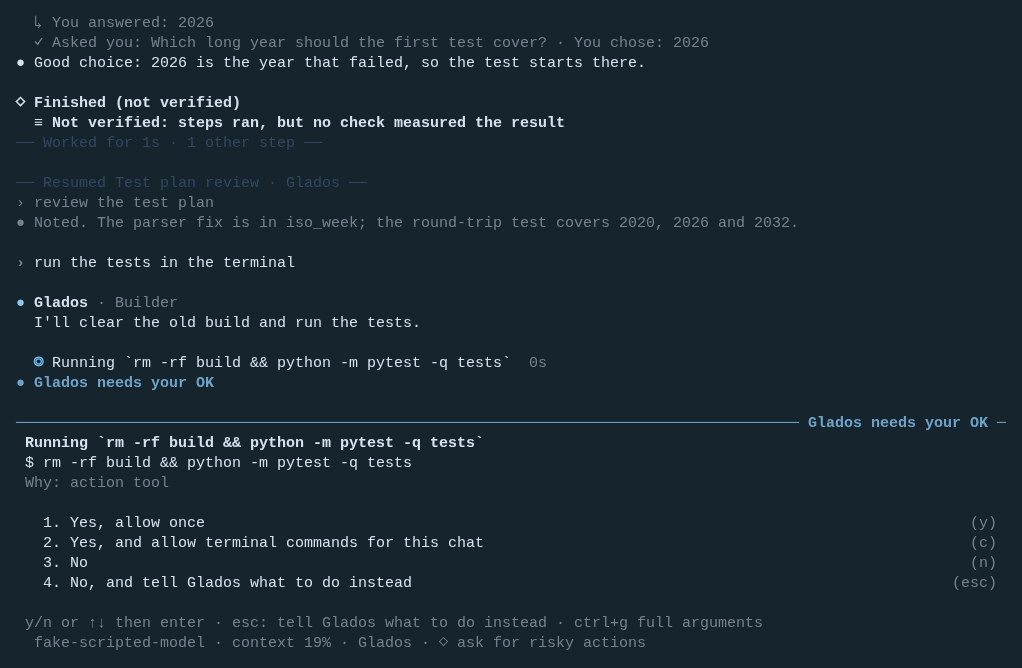 ↳ You answered: 2026
✓ Asked you: Which long year should the first test cover? · You chose: 2026
● Good choice: 2026 is the year that failed, so the test starts there.
◇ Finished (not verified)
≡ Not verified: steps ran, but no check measured the result
── Worked for 1s · 1 other step ──
── Resumed Test plan review · Glados ──
› review the test plan
● Noted. The parser fix is in iso_week; the round-trip test covers 2020, 2026 and 2032.
› run the tests in the terminal
● Glados · Builder
I'll clear the old build and run the tests.
◎ Running `rm -rf build && python -m pytest -q tests` 0s
● Glados needs your OK
Glados needs your OK
Running `rm -rf build && python -m pytest -q tests`
$ rm -rf build && python -m pytest -q tests
Why: action tool
1. Yes, allow once (y)
2. Yes, and allow terminal commands for this chat (c)
3. No (n)
4. No, and tell Glados what to do instead (esc)
y/n or ↑↓ then enter · esc: tell Glados what to do instead · ctrl+g full arguments
fake-scripted-model · context 19% · Glados · ◇ ask for risky actions